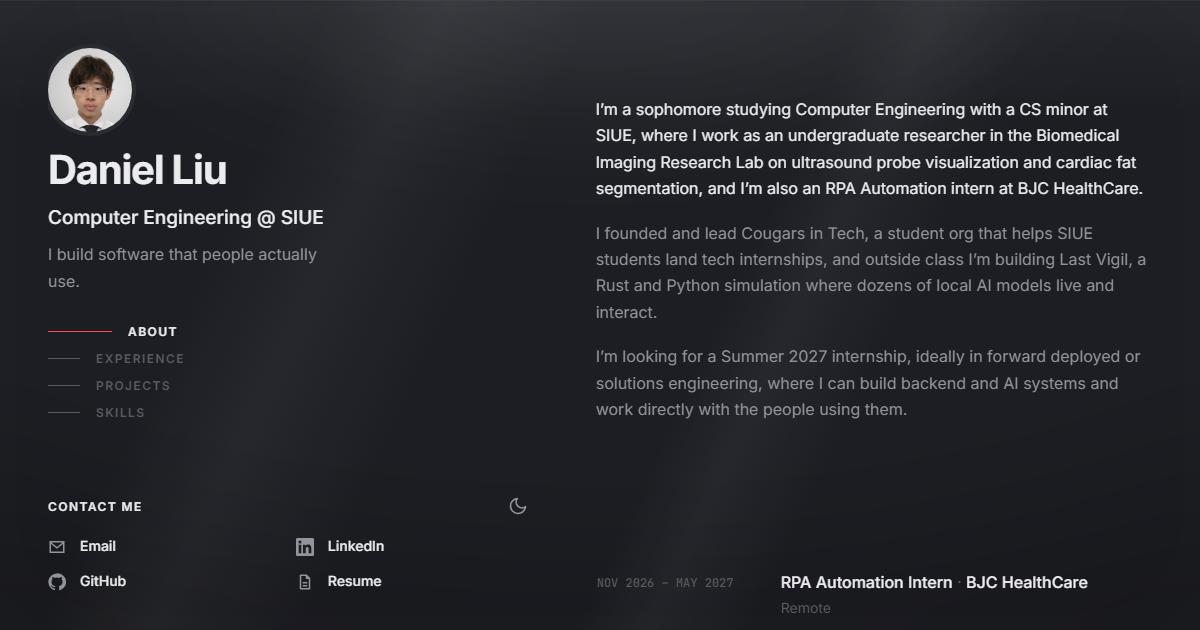 Daniel Liu
Computer Engineering @ SIUE
I build software that people actually
use.
ABOUT
EXPERIENCE
PROJECTS
SKILLS
CONTACT ME
Email
LinkedIn
GitHub
Resume
I’m a sophomore studying Computer Engineering with a CS minor at
SIUE, where I work as an undergraduate researcher in the Biomedical
Imaging Research Lab on ultrasound probe visualization and cardiac fat
segmentation, and I’m also an RPA Automation intern at BJC HealthCare.
I founded and lead Cougars in Tech, a student org that helps SIUE
students land tech internships, and outside class I’m building Last Vigil, a
Rust and Python simulation where dozens of local AI models live and
interact.
I’m looking for a Summer 2027 internship, ideally in forward deployed or
solutions engineering, where I can build backend and AI systems and
work directly with the people using them.
NOV 2026 – MAY 2027
RPA Automation Intern · BJC HealthCare
Remote